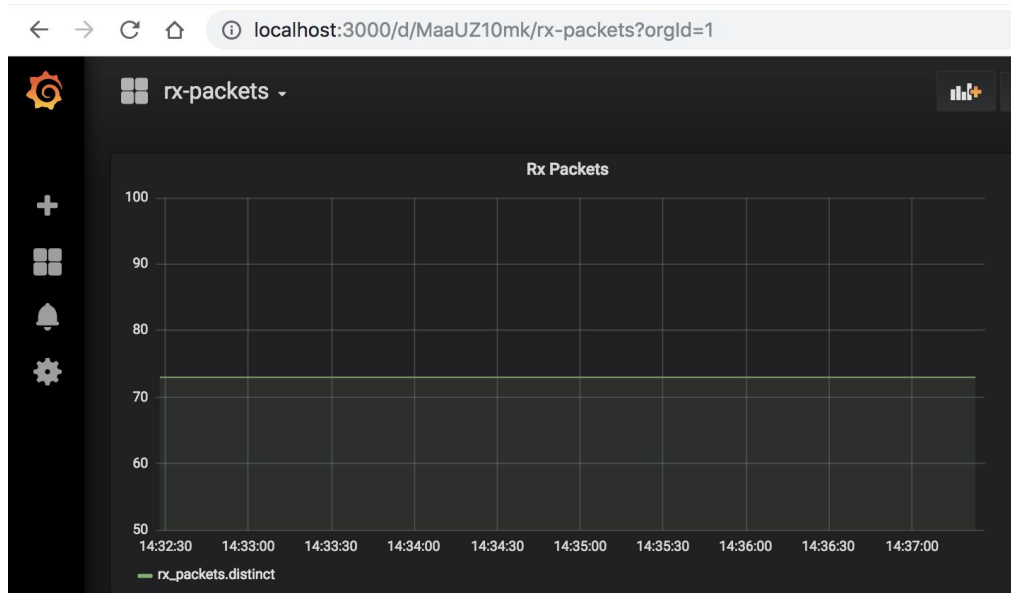 localhost:3000/d/MaaUZ10mk/rx-packets?orgId=1
rx-packets
Rx Packets
100
90
80
70
60
50
14:32:30 14:33:00 14:33:30 14:34:00 14:34:30 14:35:00 14:35:30 14:36:00 14:36:30 14:37:00
rx_packets.distinct